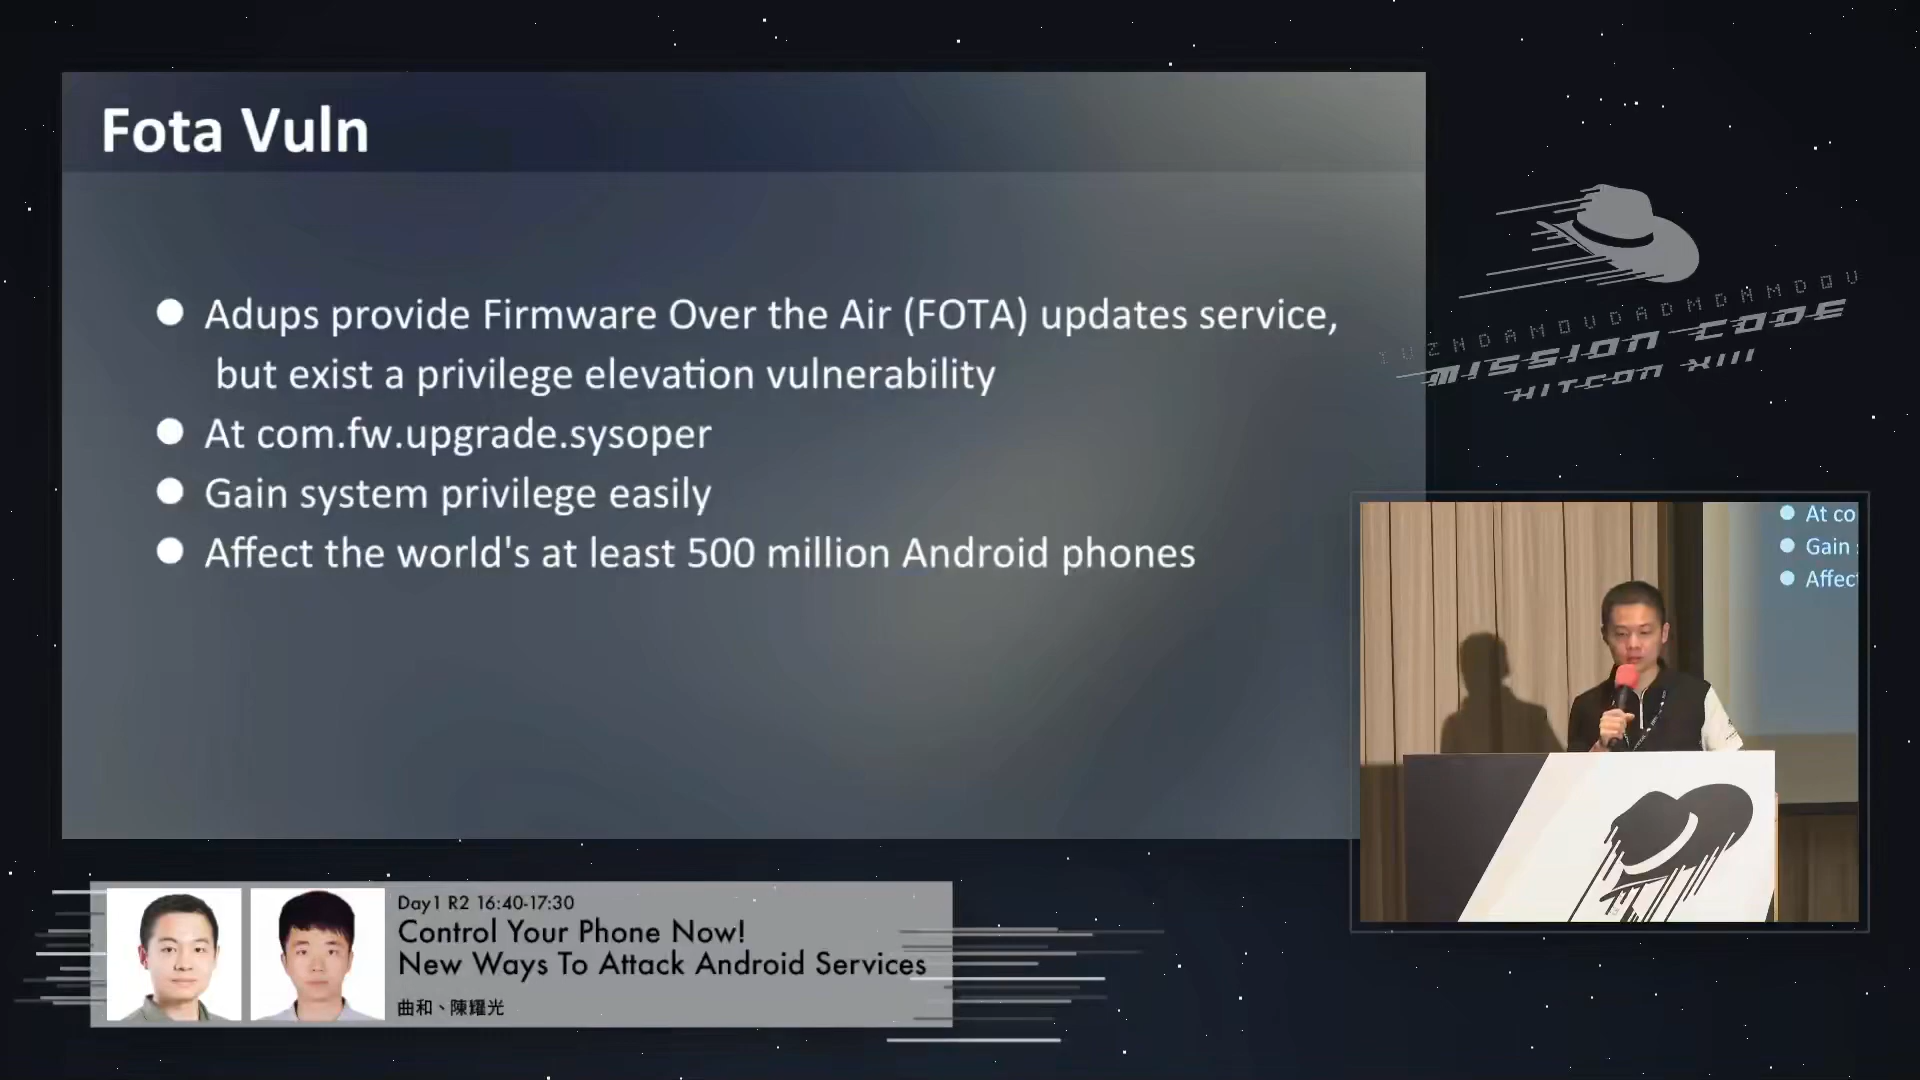 Fota Vuln
Adups provide Firmware Over the Air (FOTA) updates service,
but exist a privilege elevation vulnerability
At com.fw.upgrade.sysoper
Gain system privilege easily
Affect the world's at least 500 million Android phones
MISSION CODE
HITCON XIII
At co
Gain
Affec
Day1 R2 16:40-17:30
Control Your Phone Now!
New Ways To Attack Android Services
曲和、陳耀光